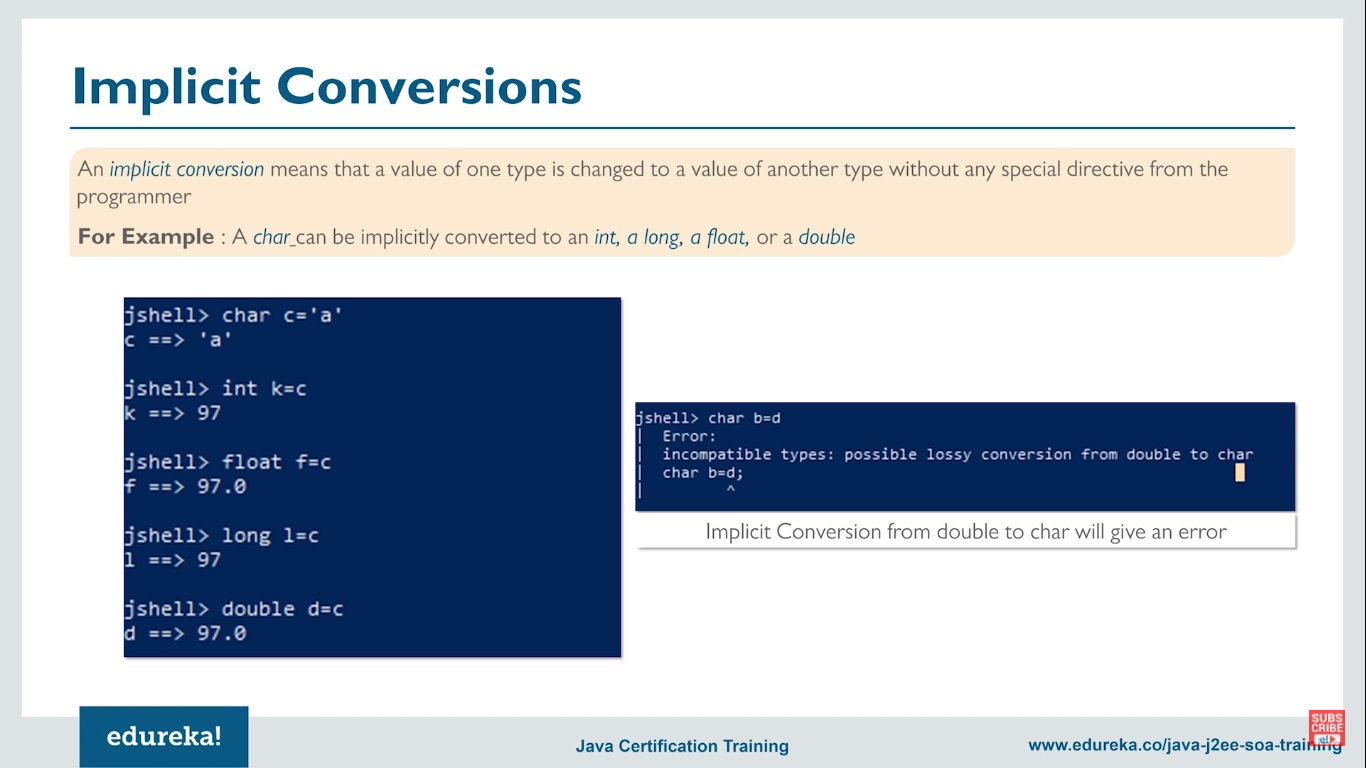 Implicit Conversions
An implicit conversion means that a value of one type is changed to a value of another type without any special directive from the
programmer
For Example : A char_can be implicitly converted to an int, a long, a float, or a double
jshell> char c='a'
c ==> 'a'
jshell> int k=c
k ==> 97
jshell> float f=c
f ==> 97.0
jshell> long l=c
l ==> 97
jshell> double d=c
d ==> 97.0
jshell> char b=d
| Error:
| incompatible types: possible lossy conversion from double to char
| char b=d;
| ^
Implicit Conversion from double to char will give an error
edureka!
Java Certification Training
www.edureka.co/java-j2ee-soa-training
SUBS
CRIBE